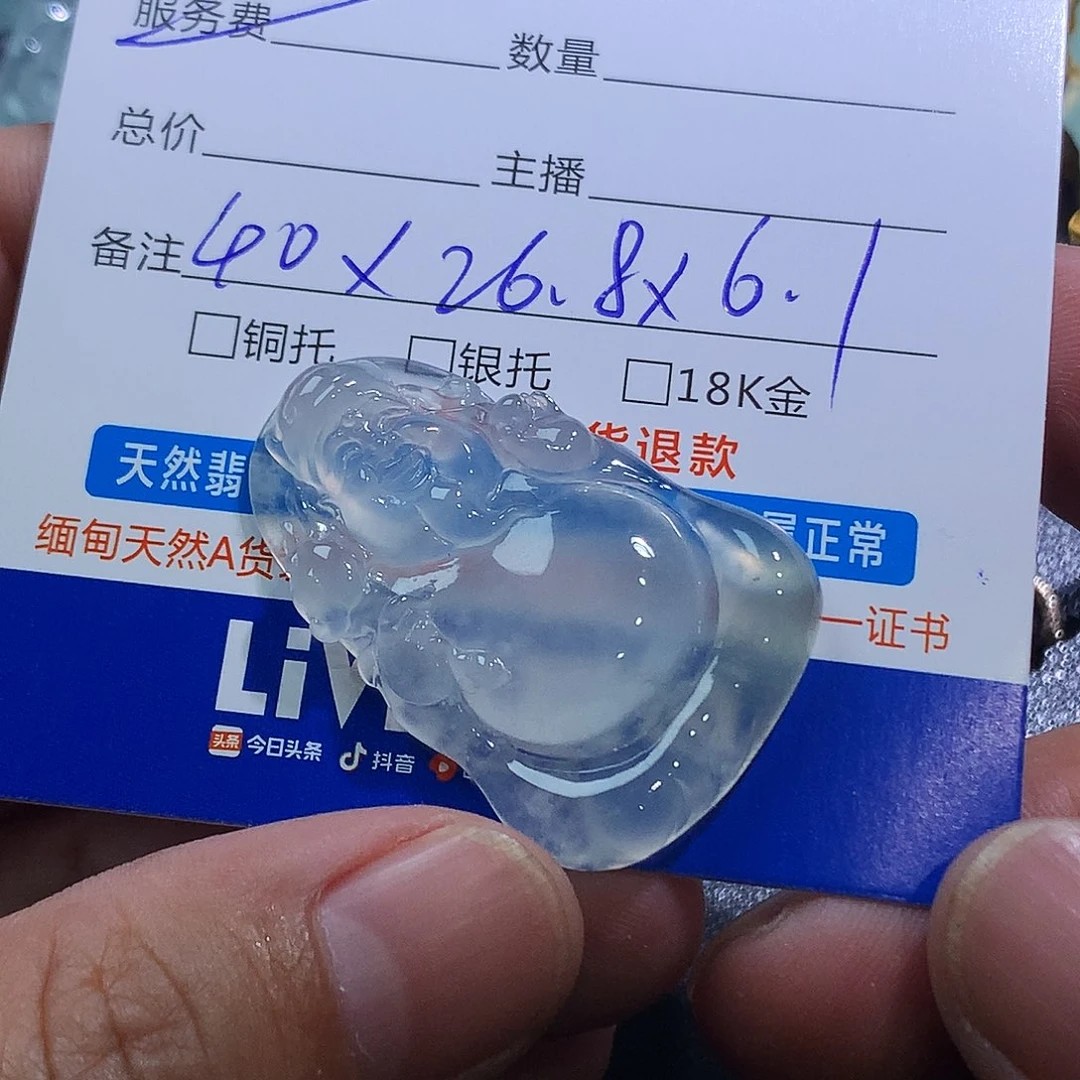 服务费 数量
总价 主播
备注 40×26.8×6.1
□铜托 □银托 □18K金
货退款
天然翡 属正常
缅甸天然A货 一证书
LiV
头条 今日头条 抖音